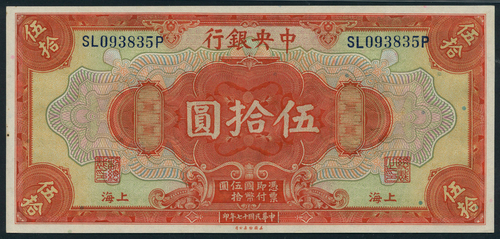 中央銀行
SL093835P
SL093835P
伍拾
伍拾
伍拾圓
憑票即付
國幣伍拾
圓
上海
上海
伍拾
伍拾
中華民國十七年印